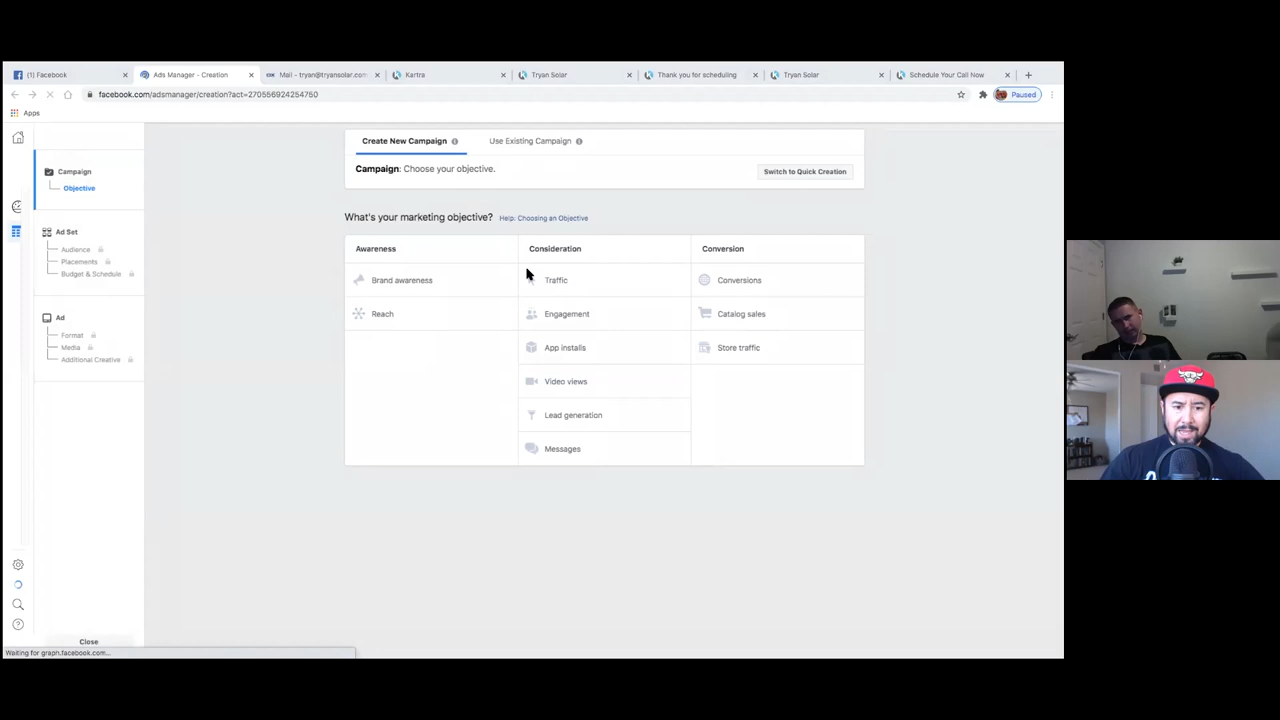 (1) Facebook
Ads Manager - Creation
Mail - tryan@tryansolar.com
Kartra
Tryan Solar
Thank you for scheduling
Tryan Solar
Schedule Your Call Now
facebook.com/adsmanager/creation?act=270556924254750
Paused
Apps
Create New Campaign
Use Existing Campaign
Campaign: Choose your objective.
Switch to Quick Creation
Campaign
Objective
Ad Set
Audience
Placements
Budget & Schedule
Ad
Format
Media
Additional Creative
What's your marketing objective?
Help: Choosing an Objective
Awareness
Consideration
Conversion
Brand awareness
Traffic
Conversions
Reach
Engagement
Catalog sales
App installs
Store traffic
Video views
Lead generation
Messages
Close
Waiting for graph.facebook.com...